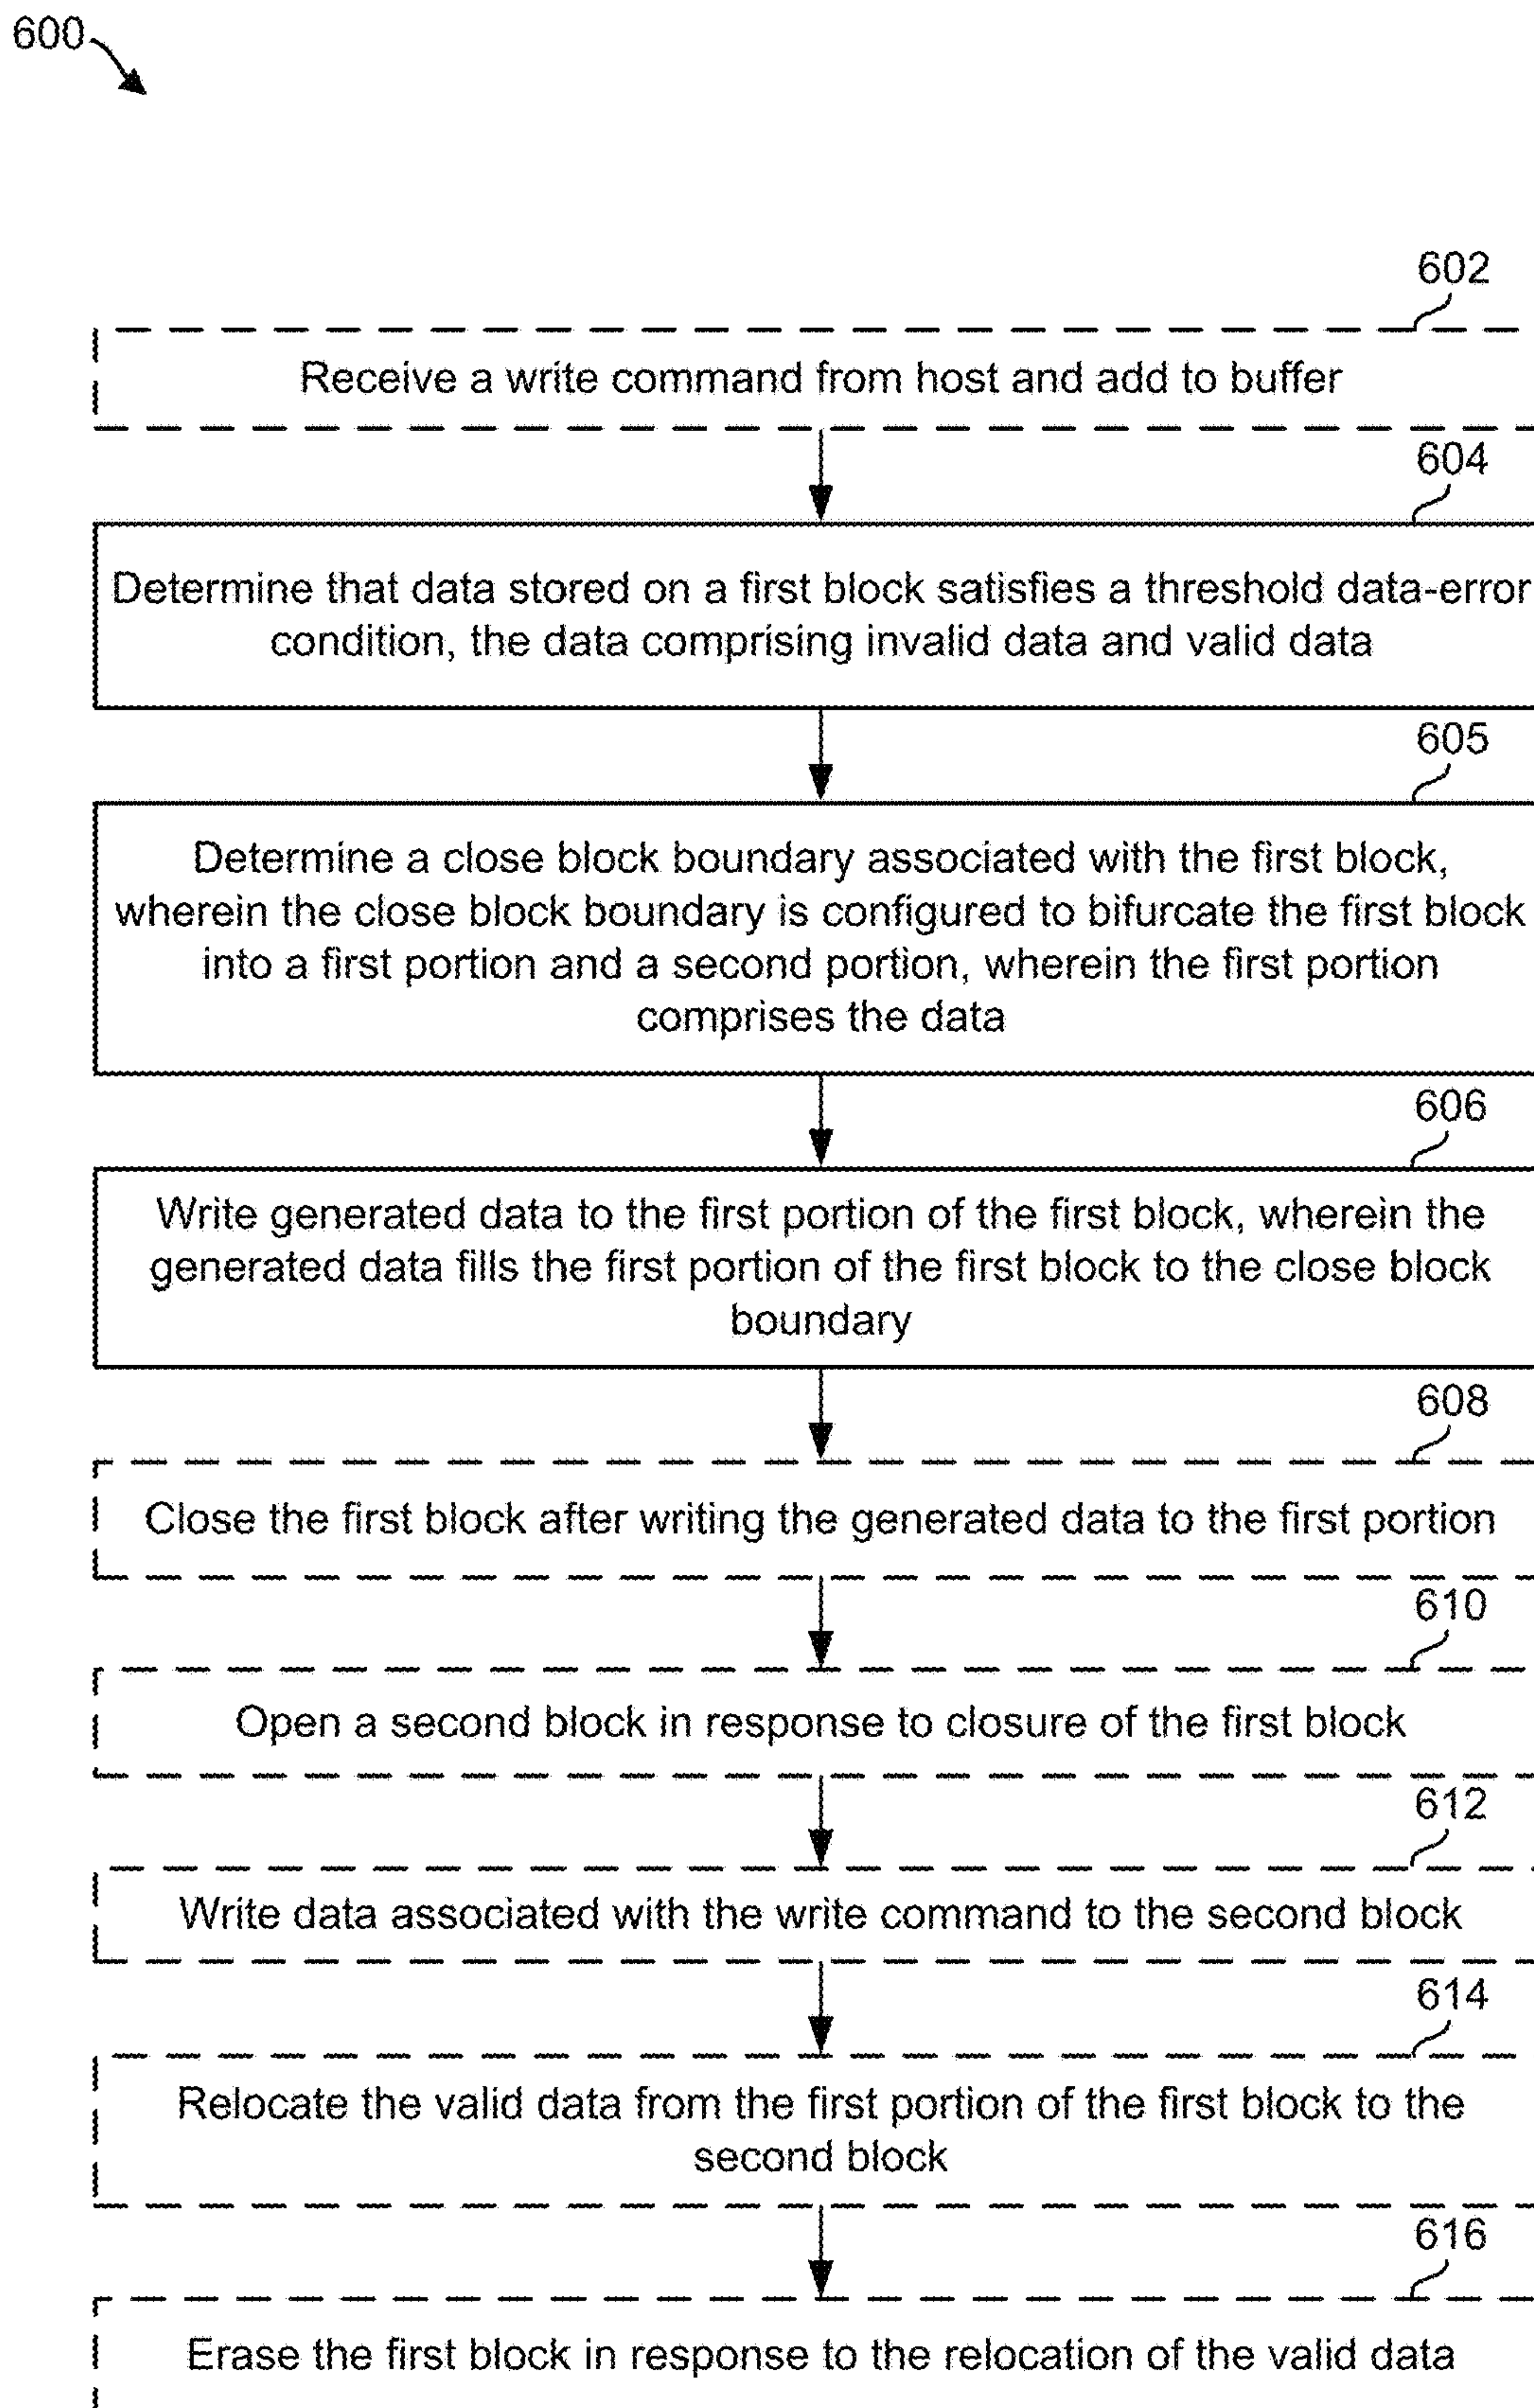 600
602
Receive a write command from host and add to buffer
604
Determine that data stored on a first block satisfies a threshold data-error
condition, the data comprising invalid data and valid data
605
Determine a close block boundary associated with the first block,
wherein the close block boundary is configured to bifurcate the first block
into a first portion and a second portion, wherein the first portion
comprises the data
606
Write generated data to the first portion of the first block, wherein the
generated data fills the first portion of the first block to the close block
boundary
608
Close the first block after writing the generated data to the first portion
610
Open a second block in response to closure of the first block
612
Write data associated with the write command to the second block
614
Relocate the valid data from the first portion of the first block to the
second block
616
Erase the first block in response to the relocation of the valid data